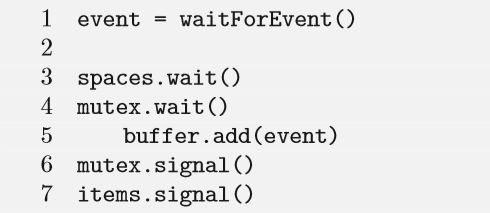 1 event = waitForEvent()
2
3 spaces.wait()
4 mutex.wait()
5     buffer.add(event)
6 mutex.signal()
7 items.signal()